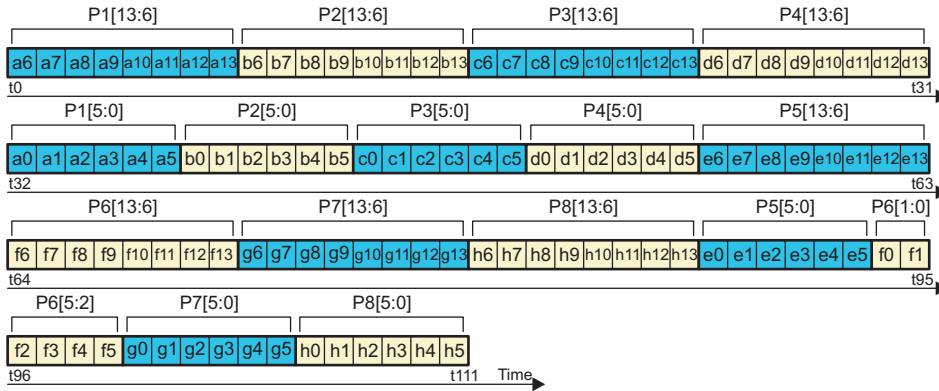 P1[13:6] P2[13:6] P3[13:6] P4[13:6]
a6 a7 a8 a9 a10 a11 a12 a13 b6 b7 b8 b9 b10 b11 b12 b13 c6 c7 c8 c9 c10 c11 c12 c13 d6 d7 d8 d9 d10 d11 d12 d13
t0 t31
P1[5:0] P2[5:0] P3[5:0] P4[5:0] P5[13:6]
a0 a1 a2 a3 a4 a5 b0 b1 b2 b3 b4 b5 c0 c1 c2 c3 c4 c5 d0 d1 d2 d3 d4 d5 e6 e7 e8 e9 e10 e11 e12 e13
t32 t63
P6[13:6] P7[13:6] P8[13:6] P5[5:0] P6[1:0]
f6 f7 f8 f9 f10 f11 f12 f13 g6 g7 g8 g9 g10 g11 g12 g13 h6 h7 h8 h9 h10 h11 h12 h13 e0 e1 e2 e3 e4 e5 f0 f1
t64 t95
P6[5:2] P7[5:0] P8[5:0]
f2 f3 f4 f5 g0 g1 g2 g3 g4 g5 h0 h1 h2 h3 h4 h5
t96 t111 Time